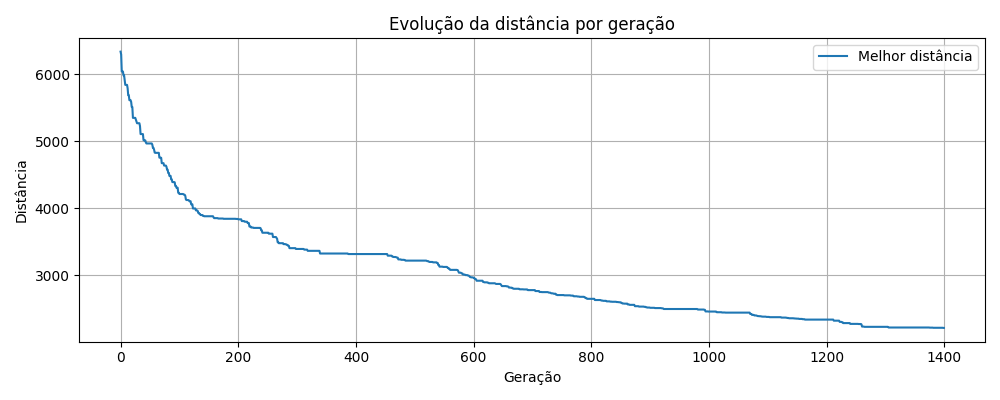 Evolução da distância por geração
Melhor distância
6000
5000
4000
3000
Distância
0 200 400 600 800 1000 1200 1400
Geração